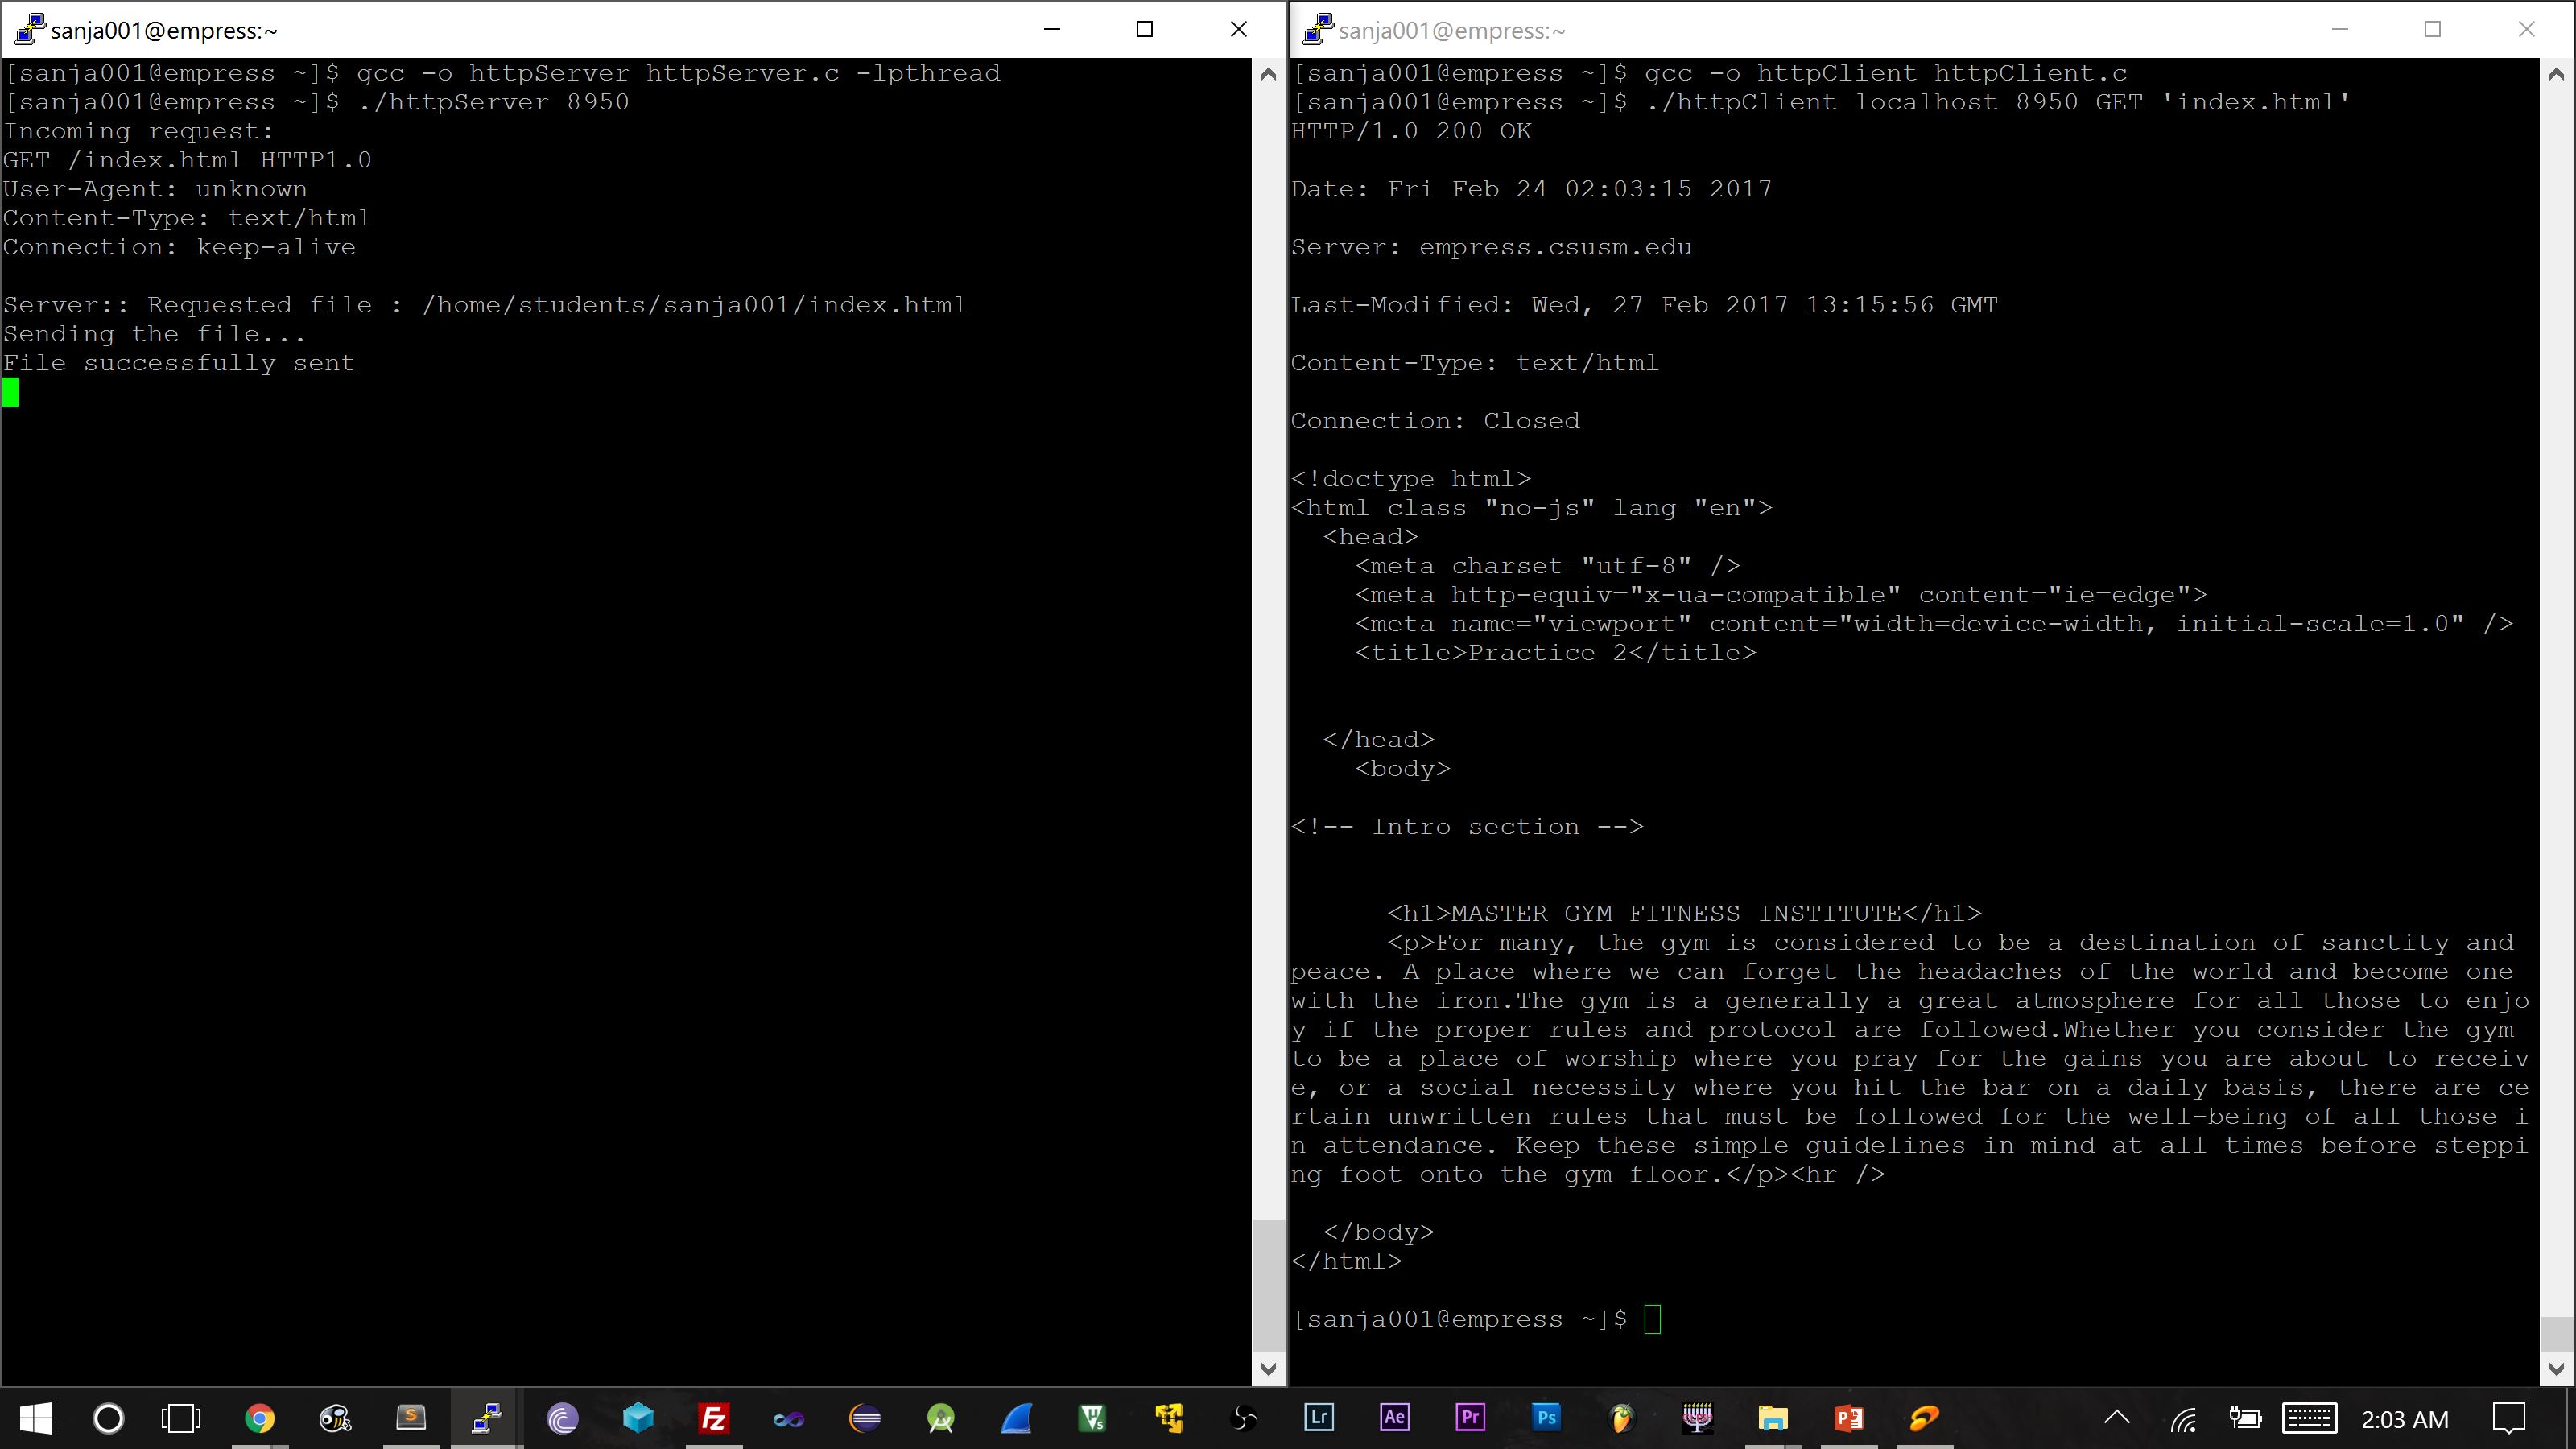 sanja001@empress:~
[sanja001@empress ~]$ gcc -o httpServer httpServer.c -lpthread
[sanja001@empress ~]$ ./httpServer 8950
Incoming request:
GET /index.html HTTP1.0
User-Agent: unknown
Content-Type: text/html
Connection: keep-alive
Server:: Requested file : /home/students/sanja001/index.html
Sending the file...
File successfully sent
sanja001@empress:~
[sanja001@empress ~]$ gcc -o httpClient httpClient.c
[sanja001@empress ~]$ ./httpClient localhost 8950 GET 'index.html'
HTTP/1.0 200 OK
Date: Fri Feb 24 02:03:15 2017
Server: empress.csusm.edu
Last-Modified: Wed, 27 Feb 2017 13:15:56 GMT
Content-Type: text/html
Connection: Closed
<!doctype html>
<html class="no-js" lang="en">
  <head>
    <meta charset="utf-8" />
    <meta http-equiv="x-ua-compatible" content="ie=edge">
    <meta name="viewport" content="width=device-width, initial-scale=1.0" />
    <title>Practice 2</title>
  </head>
    <body>
<!-- Intro section -->
      <h1>MASTER GYM FITNESS INSTITUTE</h1>
      <p>For many, the gym is considered to be a destination of sanctity and
peace. A place where we can forget the headaches of the world and become one
with the iron.The gym is a generally a great atmosphere for all those to enjo
y if the proper rules and protocol are followed.Whether you consider the gym
to be a place of worship where you pray for the gains you are about to receiv
e, or a social necessity where you hit the bar on a daily basis, there are ce
rtain unwritten rules that must be followed for the well-being of all those i
n attendance. Keep these simple guidelines in mind at all times before steppi
ng foot onto the gym floor.</p><hr />
  </body>
</html>
[sanja001@empress ~]$
S
Fz
V5
Lr
Ae
Pr
Ps
P
2:03 AM